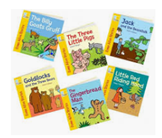 The Billy
Goats Gruff
The Three
Little Pigs
Jack
and the Beanstalk
Goldilocks
and the Three Bears
The
Gingerbread
Man
Little Red
Riding Hood